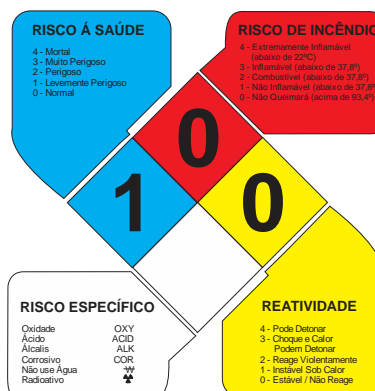 RISCO Á SAÚDE
4 - Mortal
3 - Muito Perigoso
2 - Perigoso
1 - Levemente Perigoso
0 - Normal
RISCO DE INCÊNDIO
4 - Extremamente Inflamável
(abaixo de 22ºC)
3 - Inflamável (abaixo de 37,8º)
2 - Combustível (abaixo de 37,8º)
1 - Não Inflamável (abaixo de 37,8º)
0 - Não Queimará (acima de 93,4º)
0
1
0
RISCO ESPECÍFICO
Oxidade OXY
Ácido ACID
Álcalis ALK
Corrosivo COR
Não use Água W
Radioativo
REATIVIDADE
4 - Pode Detonar
3 - Choque e Calor
Podem Detonar
2 - Reage Violentamente
1 - Instável Sob Calor
0 - Estável / Não Reage